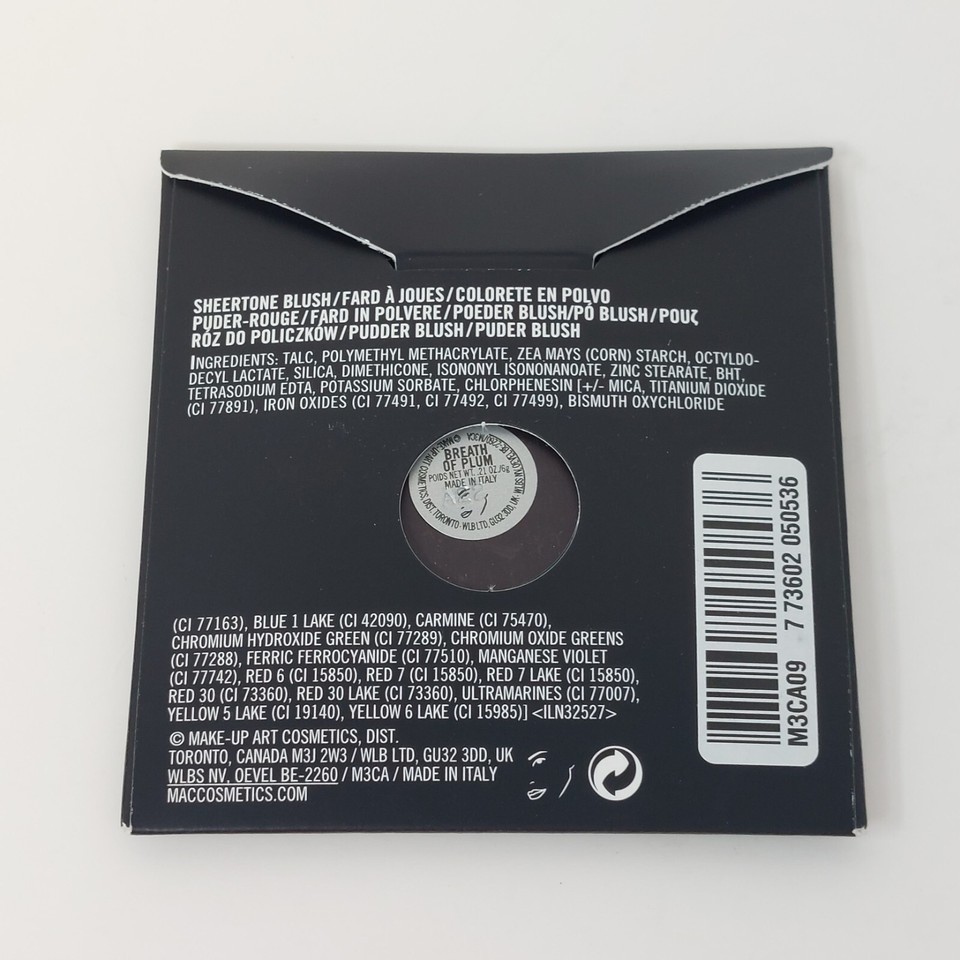 SHEERTONE BLUSH/FARD À JOUES/COLORETE EN POLVO
PUDER-ROUGE/FARD IN POLVERE/POEDER BLUSH/PÓ BLUSH/ΡΟΥΖ
RÓŻ DO POLICZKÓW/PUDDER BLUSH/PUDER BLUSH
INGREDIENTS: TALC, POLYMETHYL METHACRYLATE, ZEA MAYS (CORN) STARCH, OCTYLDO-
DECYL LACTATE, SILICA, DIMETHICONE, ISONONYL ISONONANOATE, ZINC STEARATE, BHT,
TETRASODIUM EDTA, POTASSIUM SORBATE, CHLORPHENESIN [+/- MICA, TITANIUM DIOXIDE
(CI 77891), IRON OXIDES (CI 77491, CI 77492, CI 77499), BISMUTH OXYCHLORIDE
BREATH
OF PLUM
POIDS NET WT. .21 OZ./6g
MADE IN ITALY
(CI 77163), BLUE 1 LAKE (CI 42090), CARMINE (CI 75470),
CHROMIUM HYDROXIDE GREEN (CI 77289), CHROMIUM OXIDE GREENS
(CI 77288), FERRIC FERROCYANIDE (CI 77510), MANGANESE VIOLET
(CI 77742), RED 6 (CI 15850), RED 7 (CI 15850), RED 7 LAKE (CI 15850),
RED 30 (CI 73360), RED 30 LAKE (CI 73360), ULTRAMARINES (CI 77007),
YELLOW 5 LAKE (CI 19140), YELLOW 6 LAKE (CI 15985)] <ILN32527>
© MAKE-UP ART COSMETICS, DIST.
TORONTO, CANADA M3J 2W3 / WLB LTD, GU32 3DD, UK
WLBS NV, OEVEL BE-2260 / M3CA / MADE IN ITALY
MACCOSMETICS.COM
M3CA09 7 73602 050536